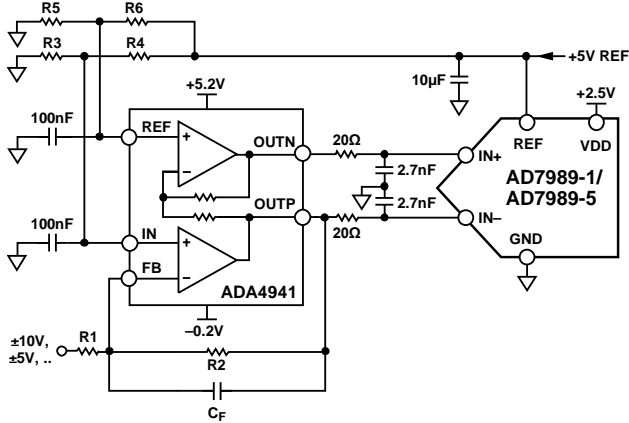 R5
R6
R3
R4
+5V REF
10µF
+5.2V
+2.5V
100nF
REF
OUTN
20Ω
REF
VDD
IN+
2.7nF
AD7989-1/
AD7989-5
2.7nF
100nF
OUTP
20Ω
IN–
IN
GND
FB
ADA4941
–0.2V
±10V,
±5V, ..
R1
R2
CF
+
–
+
–